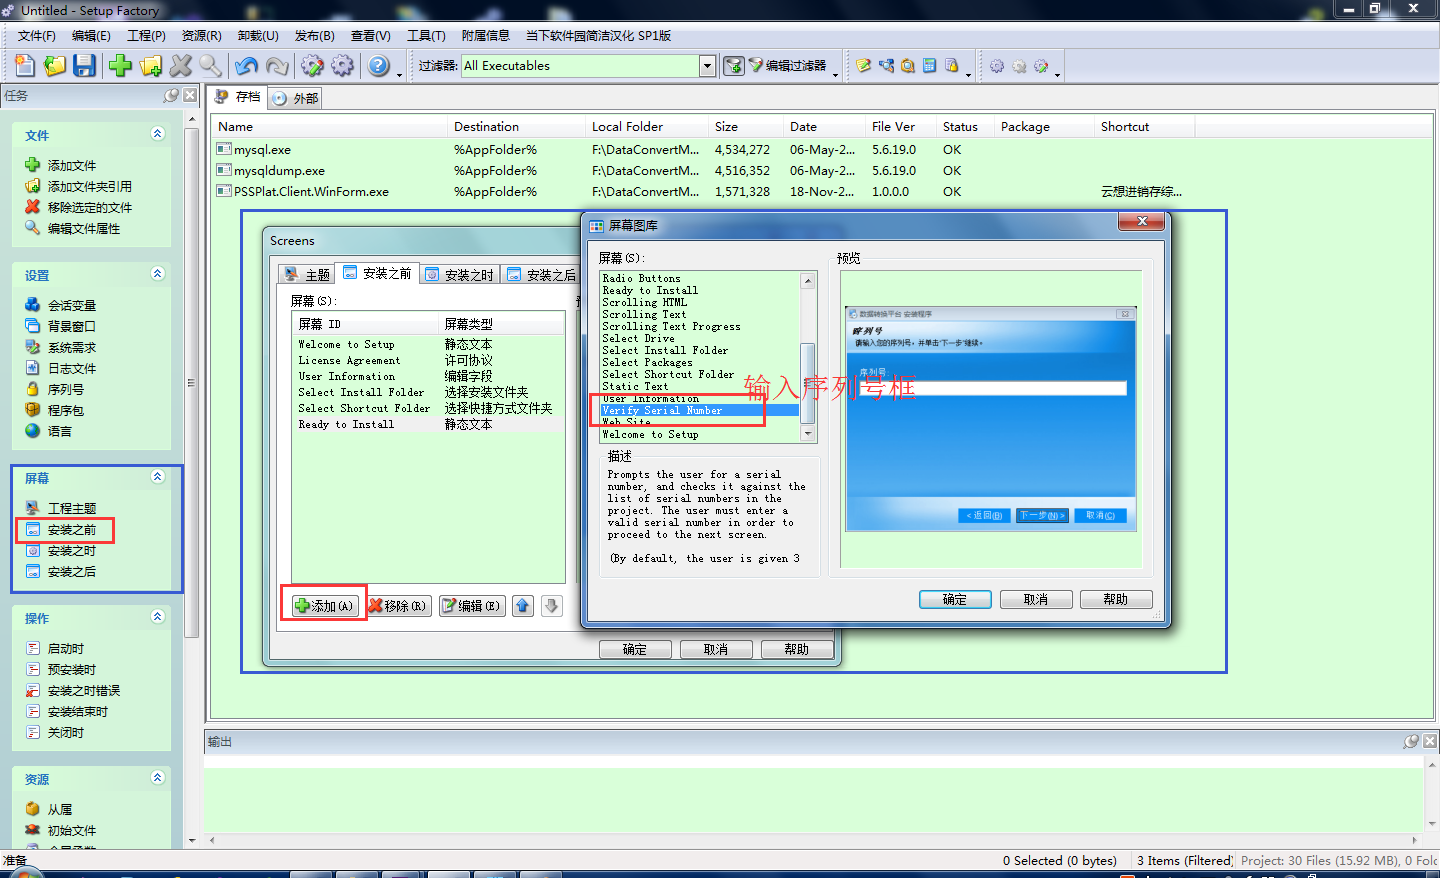 Untitled - Setup Factory
文件(F) 编辑(E) 工程(P) 资源(R) 卸载(U) 发布(B) 查看(V) 工具(T) 附属信息 当下软件园简洁汉化 SP1版
过滤器: All Executables 编辑过滤器
任务
文件
添加文件
添加文件夹引用
移除选定的文件
编辑文件属性
设置
会话变量
背景窗口
系统需求
日志文件
序列号
程序包
语言
屏幕
工程主题
安装之前
安装之时
安装之后
操作
启动时
预安装时
安装之时错误
安装结束时
关闭时
资源
从属
初始文件
存档 外部
Name Destination Local Folder Size Date File Ver Status Package Shortcut
mysql.exe %AppFolder% F:\DataConvertM... 4,534,272 06-May-2... 5.6.19.0 OK
mysqldump.exe %AppFolder% F:\DataConvertM... 4,516,352 06-May-2... 5.6.19.0 OK
PSSPlat.Client.WinForm.exe %AppFolder% F:\DataConvertM... 1,571,328 18-Nov-2... 1.0.0.0 OK 云想进销存综...
Screens
主题 安装之前 安装之时 安装之后
屏幕(S):
屏幕 ID 屏幕类型
Welcome to Setup 静态文本
License Agreement 许可协议
User Information 编辑字段
Select Install Folder 选择安装文件夹
Select Shortcut Folder 选择快捷方式文件夹
Ready to Install 静态文本
添加(A) 移除(R) 编辑(E)
确定 取消 帮助
屏幕图库
屏幕(S):
Radio Buttons
Ready to Install
Scrolling HTML
Scrolling Text
Scrolling Text Progress
Select Drive
Select Install Folder
Select Packages
Select Shortcut Folder
Static Text
User Information
Verify Serial Number
Web Site
Welcome to Setup
输入序列号框
描述
Prompts the user for a serial
number, and checks it against the
list of serial numbers in the
project. The user must enter a
valid serial number in order to
proceed to the next screen.
(By default, the user is given 3
预览
数据转换平台 安装程序
序列号
请输入您的序列号，并单击“下一步”继续。
序列号:
< 返回(B) 下一步(N) > 取消(C)
确定 取消 帮助
输出
准备
0 Selected (0 bytes) 3 Items (Filtered) Project: 30 Files (15.92 MB), 0 Fold